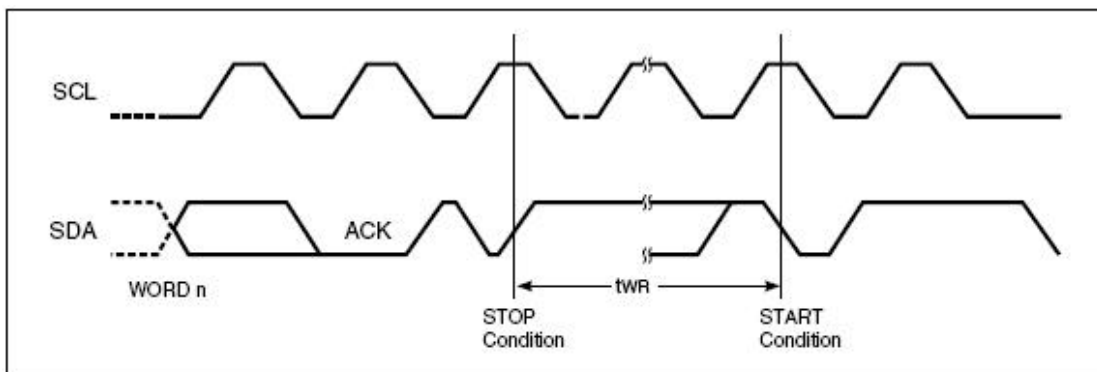 SCL
SDA
ACK
WORD n
tWR
STOP
Condition
START
Condition